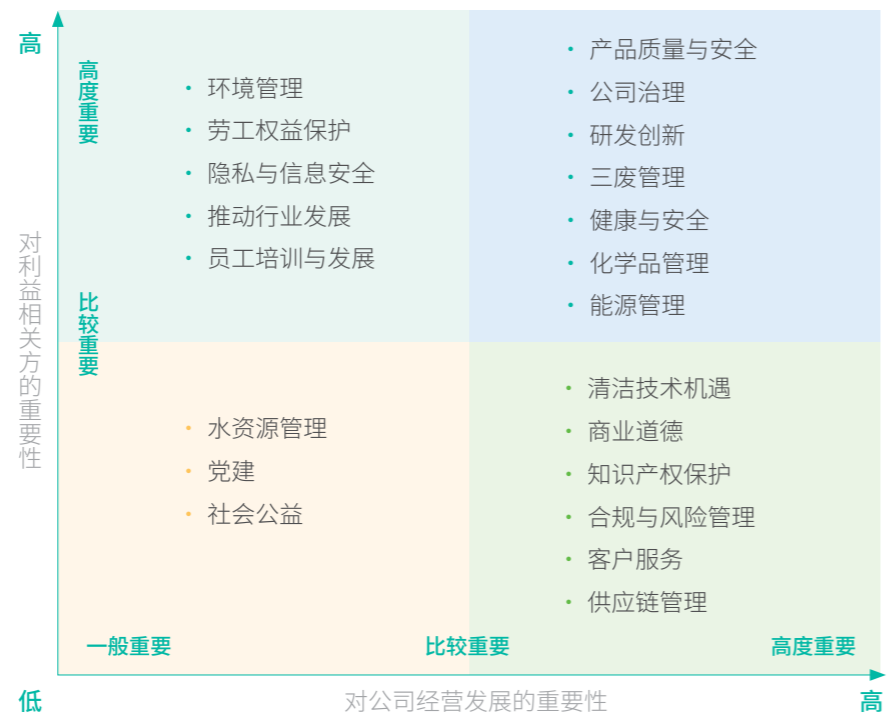 高
高度重要
比较重要
对利益相关方的重要性
环境管理
劳工权益保护
隐私与信息安全
推动行业发展
员工培训与发展
产品质量与安全
公司治理
研发创新
三废管理
健康与安全
化学品管理
能源管理
水资源管理
党建
社会公益
清洁技术机遇
商业道德
知识产权保护
合规与风险管理
客户服务
供应链管理
一般重要
比较重要
高度重要
低
对公司经营发展的重要性
高